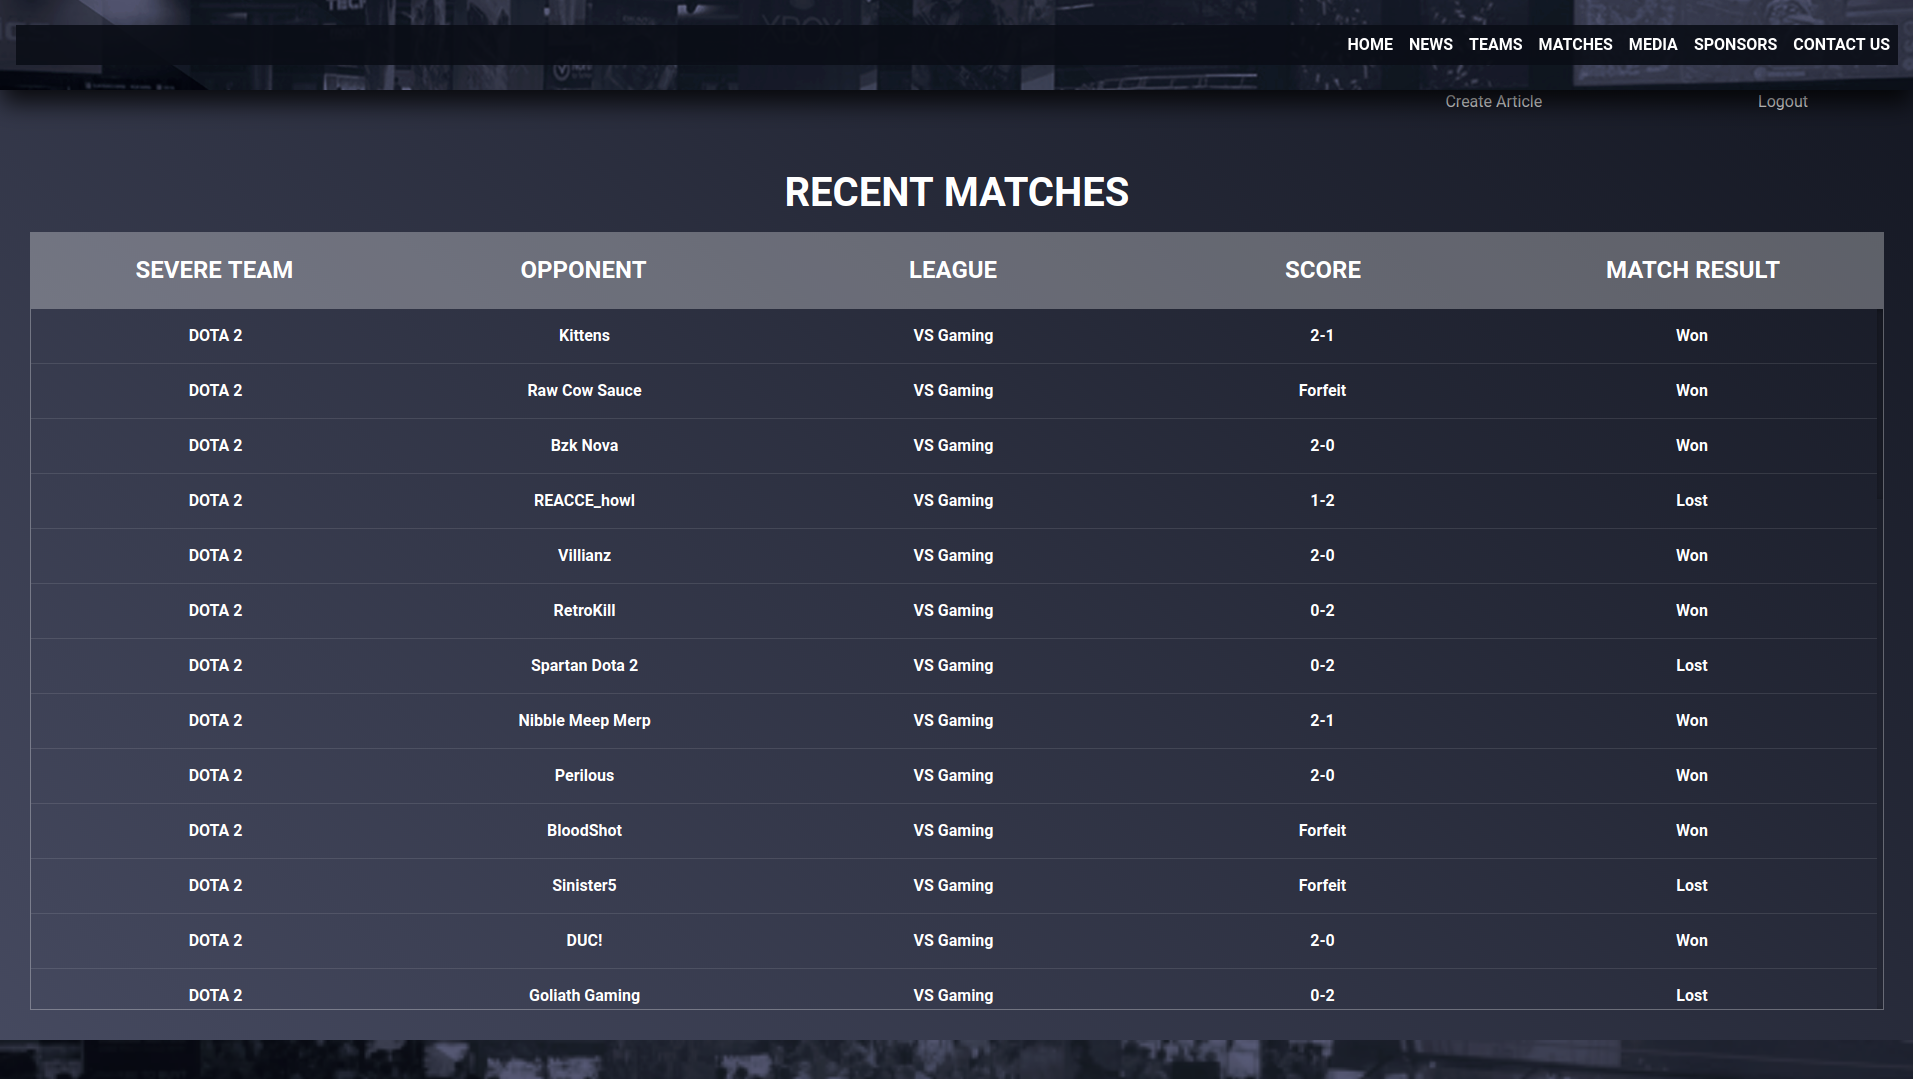 HOME NEWS TEAMS MATCHES MEDIA SPONSORS CONTACT US
Create Article Logout
RECENT MATCHES
SEVERE TEAM OPPONENT LEAGUE SCORE MATCH RESULT
DOTA 2 Kittens VS Gaming 2-1 Won
DOTA 2 Raw Cow Sauce VS Gaming Forfeit Won
DOTA 2 Bzk Nova VS Gaming 2-0 Won
DOTA 2 REACCE_howl VS Gaming 1-2 Lost
DOTA 2 Villianz VS Gaming 2-0 Won
DOTA 2 RetroKill VS Gaming 0-2 Won
DOTA 2 Spartan Dota 2 VS Gaming 0-2 Lost
DOTA 2 Nibble Meep Merp VS Gaming 2-1 Won
DOTA 2 Perilous VS Gaming 2-0 Won
DOTA 2 BloodShot VS Gaming Forfeit Won
DOTA 2 Sinister5 VS Gaming Forfeit Lost
DOTA 2 DUC! VS Gaming 2-0 Won
DOTA 2 Goliath Gaming VS Gaming 0-2 Lost